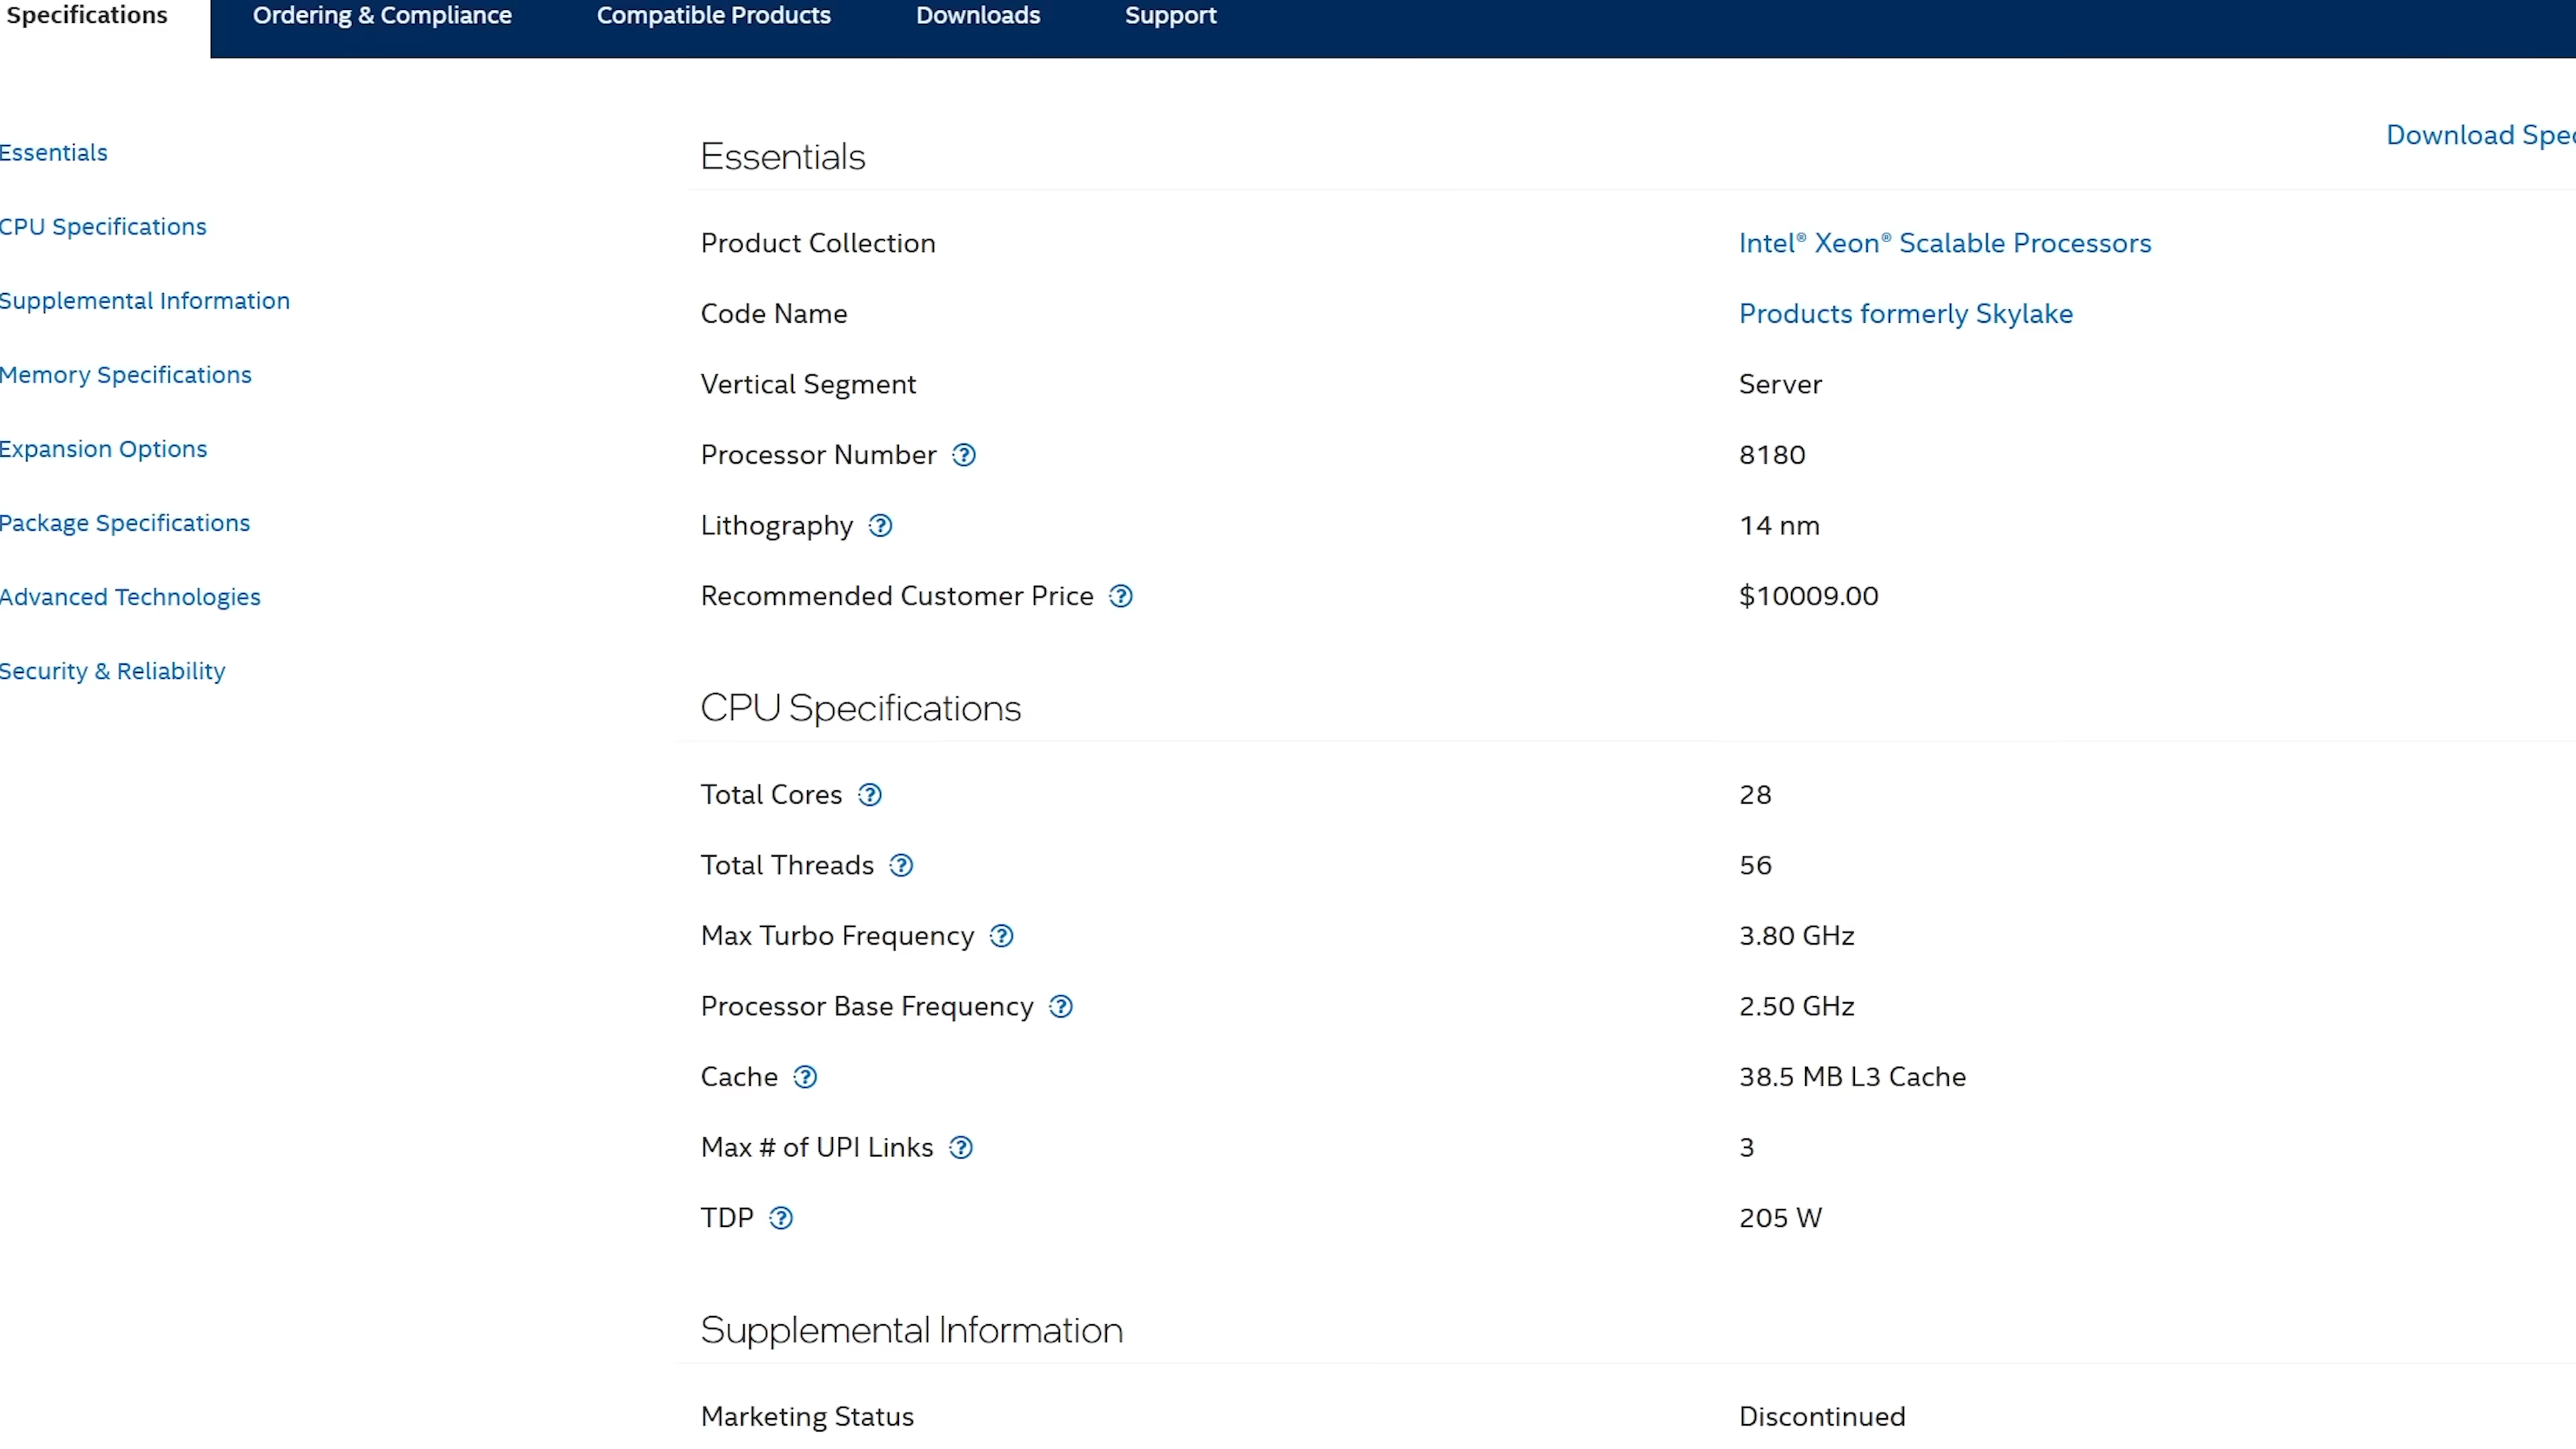 Specifications
Ordering & Compliance
Compatible Products
Downloads
Support
Essentials
CPU Specifications
Supplemental Information
Memory Specifications
Expansion Options
Package Specifications
Advanced Technologies
Security & Reliability
Download Spec
Essentials
Product Collection Intel® Xeon® Scalable Processors
Code Name Products formerly Skylake
Vertical Segment Server
Processor Number ? 8180
Lithography ? 14 nm
Recommended Customer Price ? $10009.00
CPU Specifications
Total Cores ? 28
Total Threads ? 56
Max Turbo Frequency ? 3.80 GHz
Processor Base Frequency ? 2.50 GHz
Cache ? 38.5 MB L3 Cache
Max # of UPI Links ? 3
TDP ? 205 W
Supplemental Information
Marketing Status Discontinued